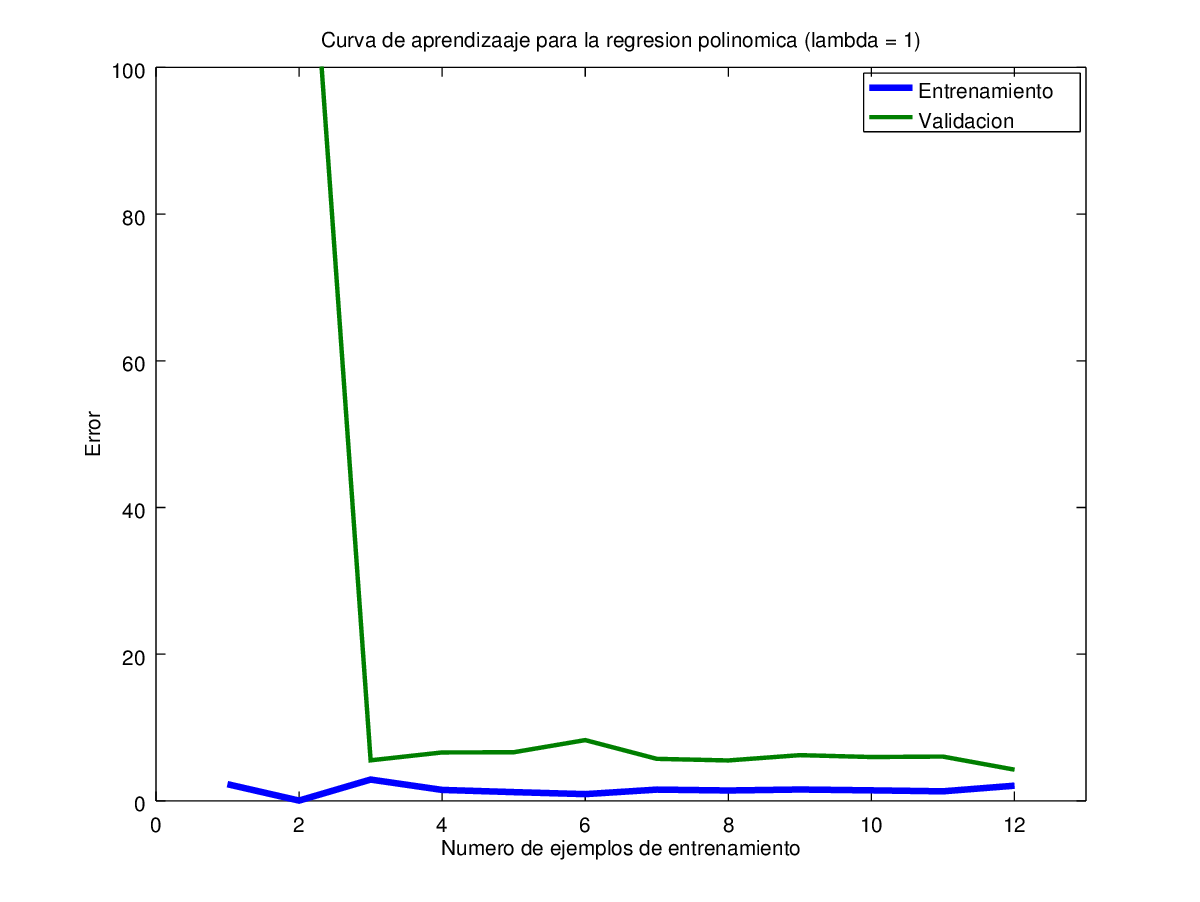 Curva de aprendizaaje para la regresion polinomica (lambda = 1)
100
80
60
40
20
0
Error
Entrenamiento
Validacion
0 2 4 6 8 10 12
Numero de ejemplos de entrenamiento